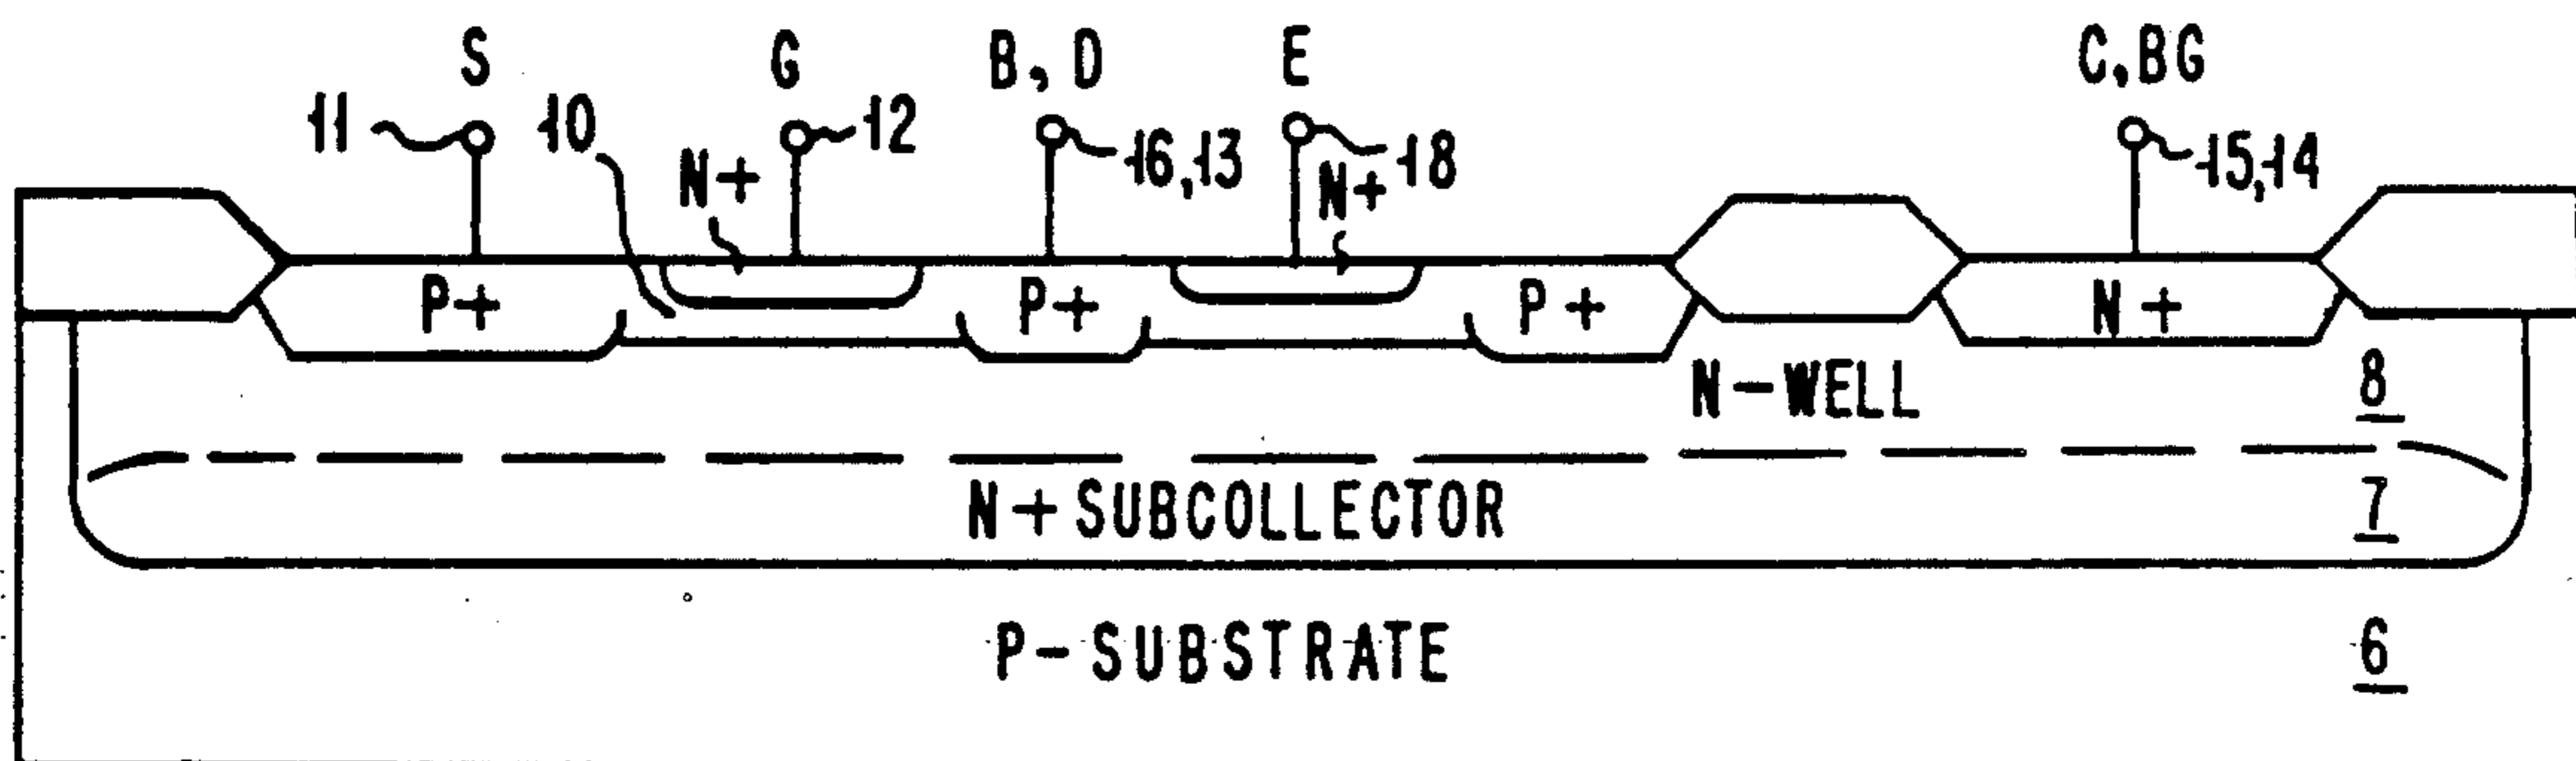 S G B, D E C, BG
11 10 12 16,13 18 15,14
N+ N+
P+ P+ P+ N+
N-WELL 8
N+ SUBCOLLECTOR 7
P-SUBSTRATE 6